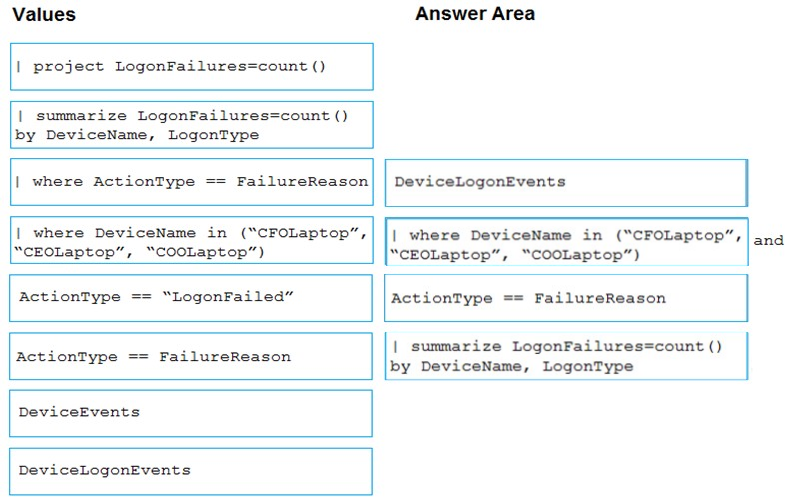 Values
| project LogonFailures=count()
| summarize LogonFailures=count()
by DeviceName, LogonType
| where ActionType == FailureReason
| where DeviceName in (“CFOLaptop”,
“CEOLaptop”, “COOLaptop”)
ActionType == “LogonFailed”
ActionType == FailureReason
DeviceEvents
DeviceLogonEvents
Answer Area
DeviceLogonEvents
| where DeviceName in (“CFOLaptop”, and
“CEOLaptop”, “COOLaptop”)
ActionType == FailureReason
| summarize LogonFailures=count()
by DeviceName, LogonType